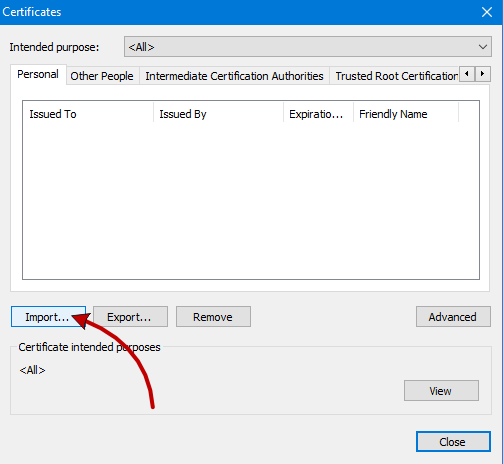 Certificates
Intended purpose: <All>
Personal Other People Intermediate Certification Authorities Trusted Root Certification
Issued To Issued By Expiratio... Friendly Name
Import... Export... Remove Advanced
Certificate intended purposes
<All>
View
Close